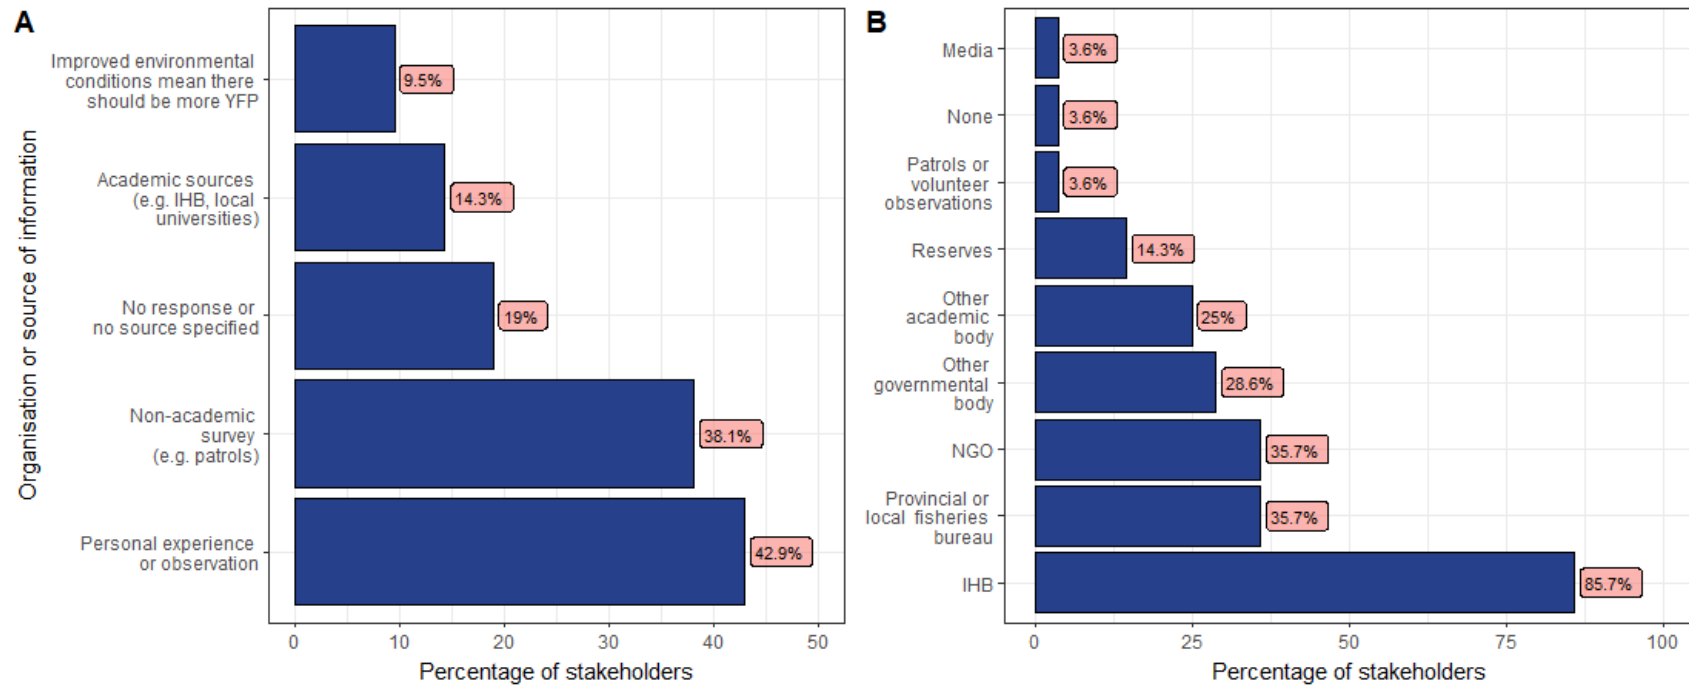 A
Organisation or source of information
Improved environmental
conditions mean there
should be more YFP
9.5%
Academic sources
(e.g. IHB, local
universities)
14.3%
No response or
no source specified
19%
Non-academic
survey
(e.g. patrols)
38.1%
Personal experience
or observation
42.9%
0 10 20 30 40 50
Percentage of stakeholders
B
Media
3.6%
None
3.6%
Patrols or
volunteer
observations
3.6%
Reserves
14.3%
Other
academic
body
25%
Other
governmental
body
28.6%
NGO
35.7%
Provincial or
local fisheries
bureau
35.7%
IHB
85.7%
0 25 50 75 100
Percentage of stakeholders